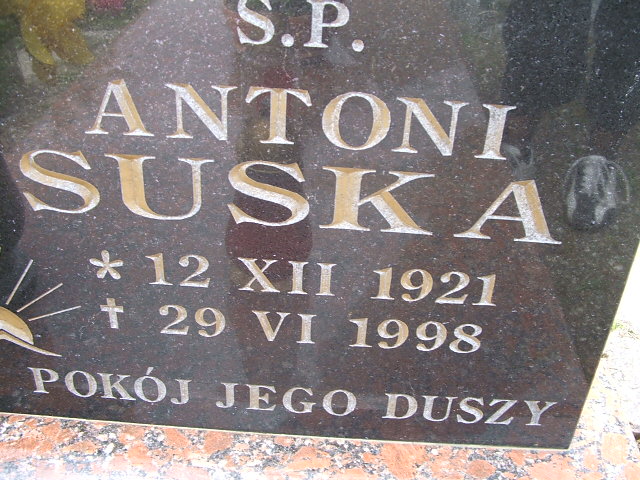 S.P.
ANTONI
SUSKA
* 12 XII 1921
✝ 29 VI 1998
POKÓJ JEGO DUSZY